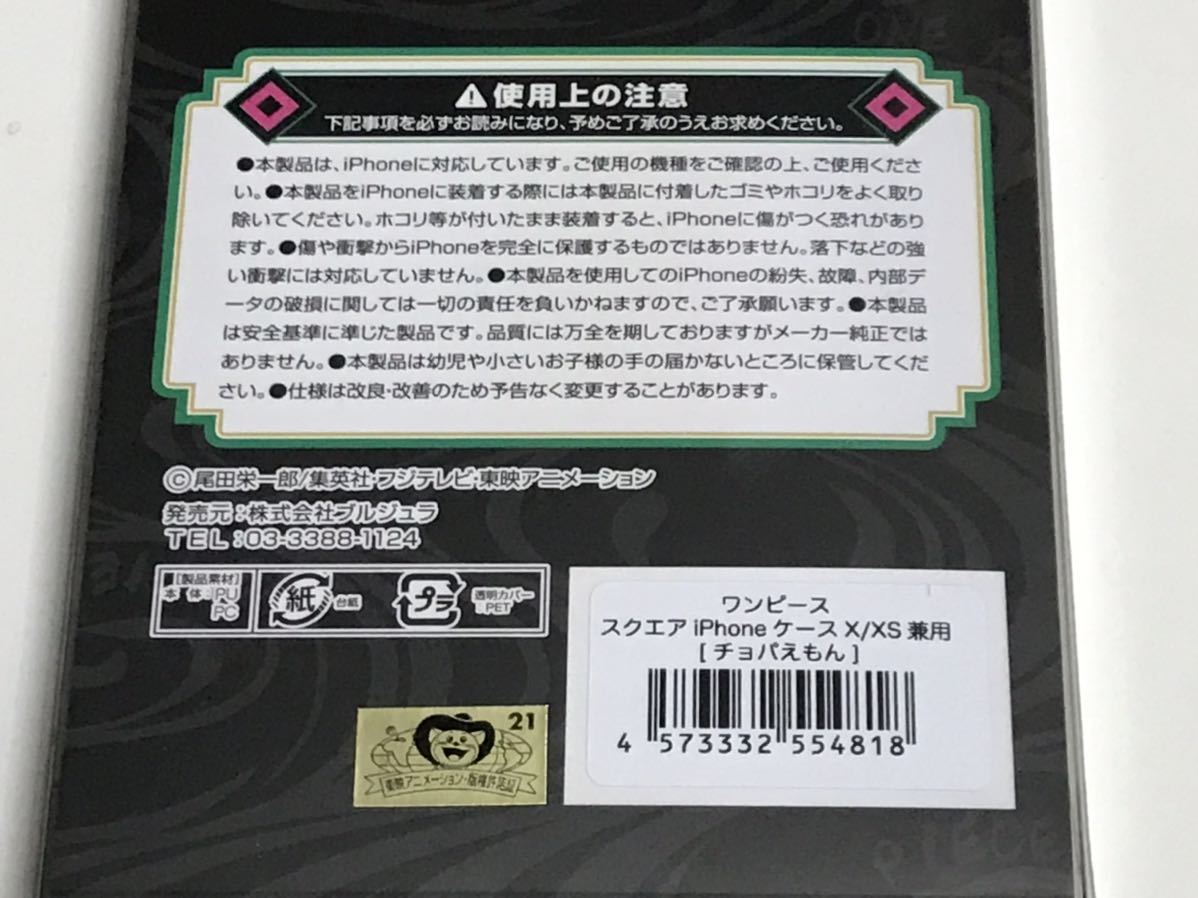 ONE
⚠使用上の注意
下記事項を必ずお読みになり、予めご了承のうえお求めください。
●本製品は、iPhoneに対応しています。ご使用の機種をご確認の上、ご使用くださ
い。●本製品をiPhoneに装着する際には本製品に付着したゴミやホコリをよく取り
除いてください。ホコリ等が付いたまま装着すると、iPhoneに傷がつく恐れがあり
ます。●傷や衝撃からiPhoneを完全に保護するものではありません。落下などの強
い衝撃には対応していません。●本製品を使用してのiPhoneの紛失、故障、内部デ
ータの破損に関しては一切の責任を負いかねますので、ご了承願います。●本製品
は安全基準に準じた製品です。品質には万全を期しておりますがメーカー純正では
ありません。●本製品は幼児や小さいお子様の手の届かないところに保管してくだ
さい。●仕様は改良・改善のため予告なく変更することがあります。
©尾田栄一郎/集英社・フジテレビ・東映アニメーション
発売元:株式会社ブルジュラ
TEL:03-3388-1124
[製品素材]
本体:PU
PC
紙
台紙
プラ
透明カバー
:PET
ワンピース
スクエア iPhone ケース X/XS 兼用
[ チョパえもん ]
4 573332 554818
21
東映アニメーション・版権許諾証
PIECE